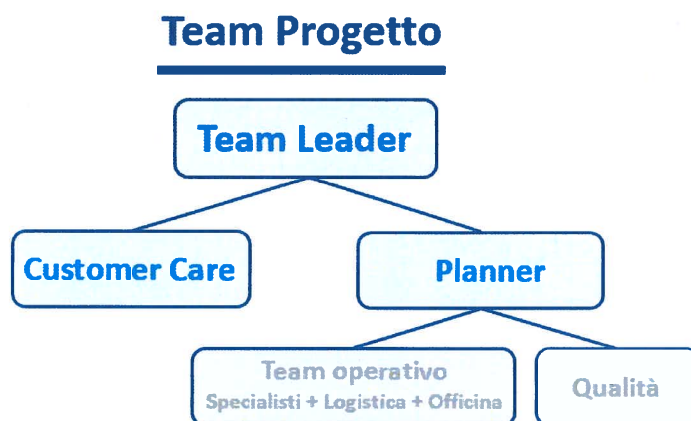 Team Progetto
Team Leader
Customer Care
Planner
Team operativo
Specialisti + Logistica + Officina
Qualità